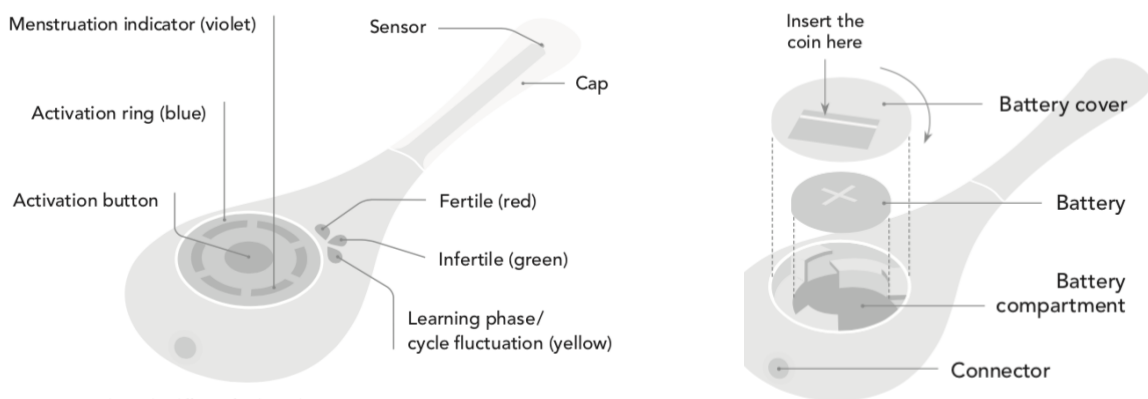 Menstruation indicator (violet)
Activation ring (blue)
Activation button
Sensor
Cap
Fertile (red)
Infertile (green)
Learning phase/
cycle fluctuation (yellow)
Insert the
coin here
Battery cover
Battery
Battery
compartment
Connector